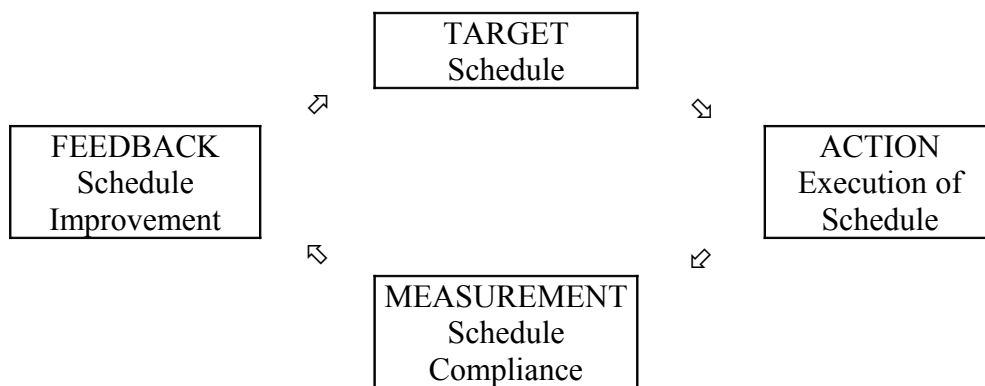 TARGET
Schedule
FEEDBACK
Schedule
Improvement
ACTION
Execution of
Schedule
MEASUREMENT
Schedule
Compliance